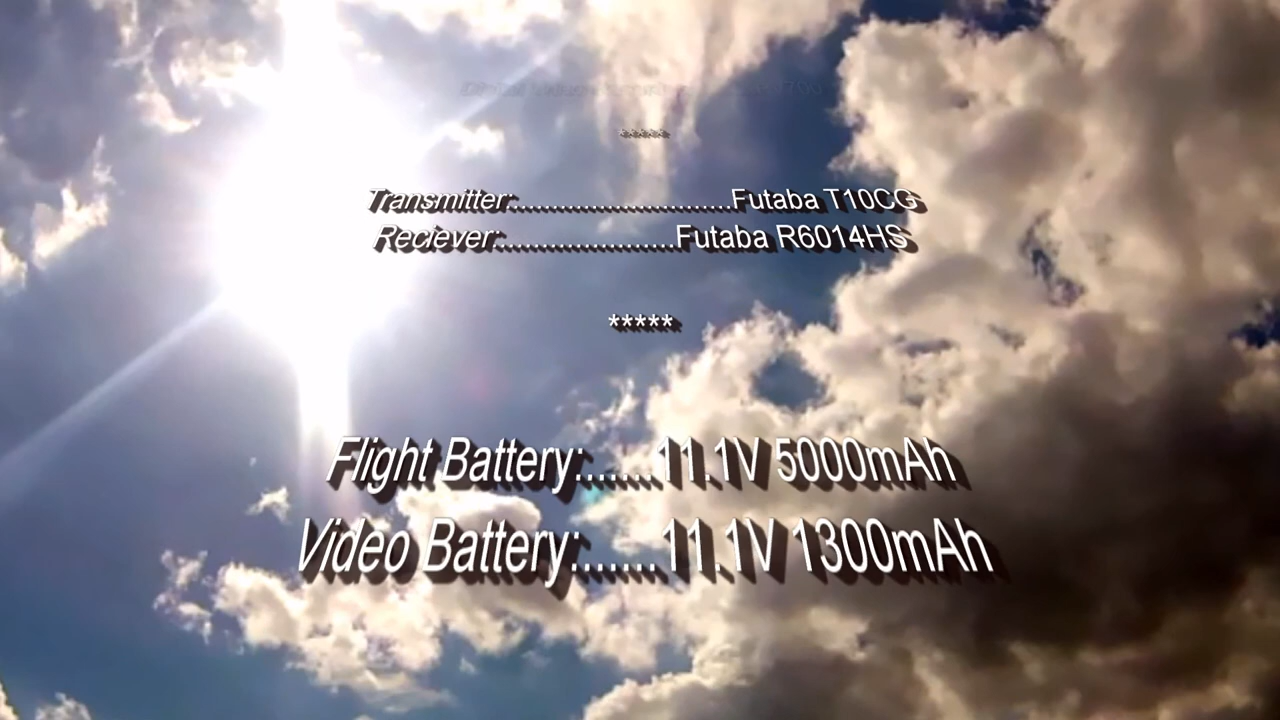 *****
Transmitter:............................Futaba T10CG
Reciever:......................Futaba R6014HS
*****
Flight Battery:.......11.1V 5000mAh
Video Battery:.......11.1V 1300mAh